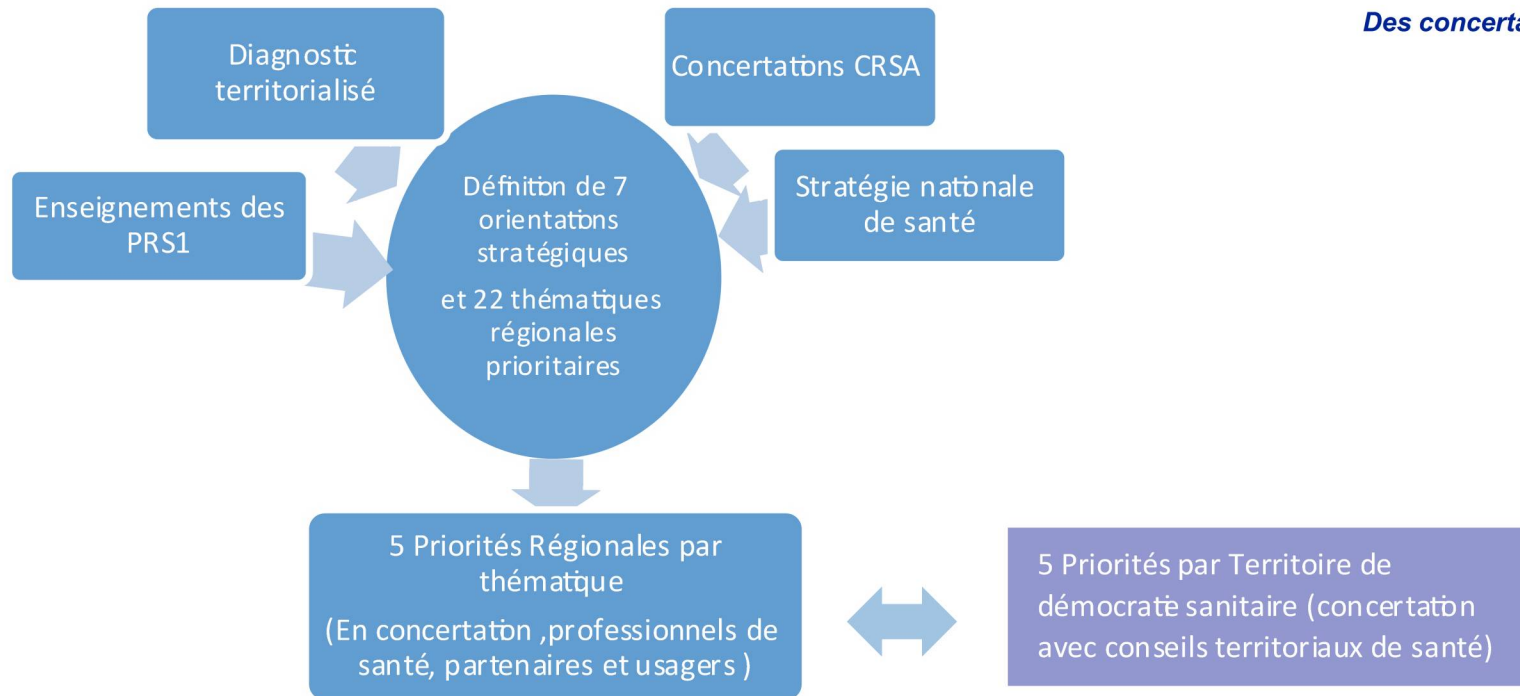 Des concerta
Diagnostic
territorialisé
Concertations CRSA
Enseignements des
PRS1
Stratégie nationale
de santé
Définition de 7
orientations
stratégiques
et 22 thématiques
régionales
prioritaires
5 Priorités Régionales par
thématique
(En concertation ,professionnels de
santé, partenaires et usagers )
5 Priorités par Territoire de
démocratie sanitaire (concertation
avec conseils territoriaux de santé)